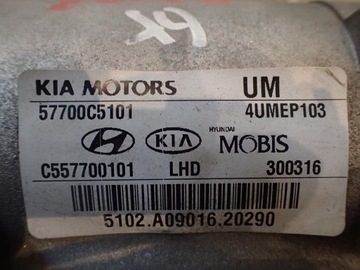 KIA MOTORS UM
57700C5101 4UMEP103
KIA HYUNDAI MOBIS
C557700101 LHD 300316
5102.A09016.20290